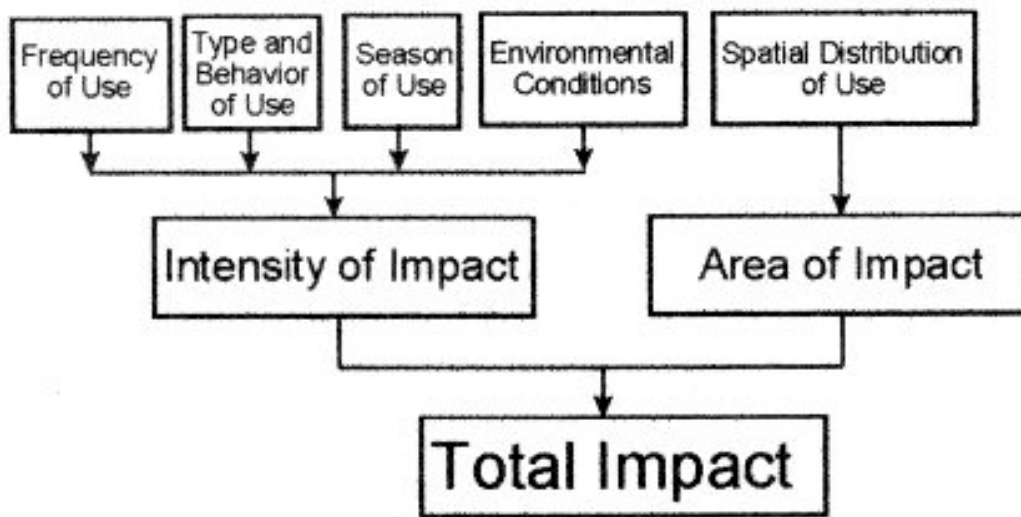 Frequency
of Use
Type and
Behavior
of Use
Season
of Use
Environmental
Conditions
Spatial Distribution
of Use
Intensity of Impact
Area of Impact
Total Impact